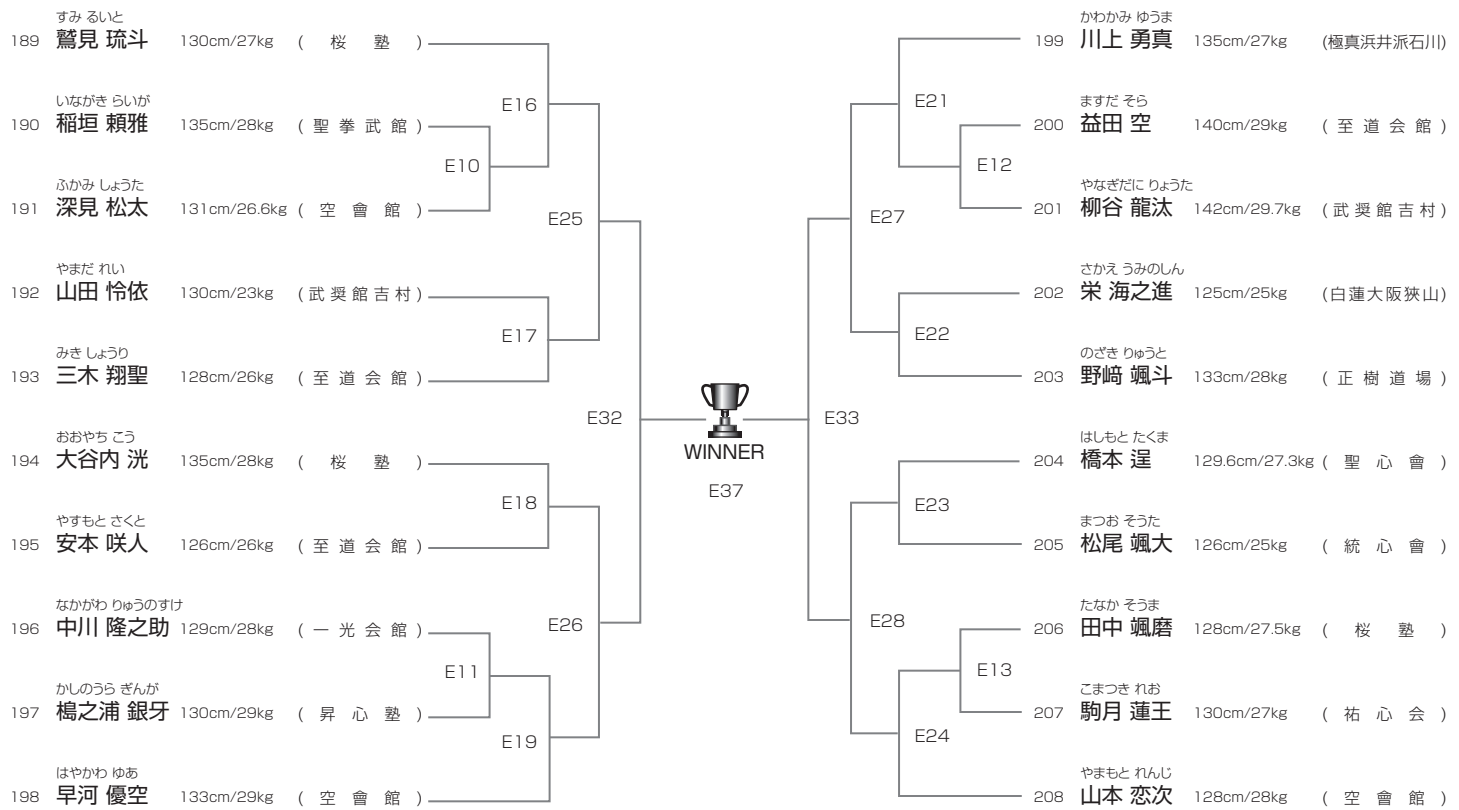 すみ るいと
189 鷲見 琉斗 130cm/27kg (桜塾)
E16
いながき らいが
190 稲垣 頼雅 135cm/28kg (聖拳武館)
E10
ふかみ しょうた
191 深見 松太 131cm/26.6kg (空會館)
E25
やまだ れい
192 山田 怜依 130cm/23kg (武奨館吉村)
E17
みき しょうり
193 三木 翔聖 128cm/26kg (至道会館)
E32
おおやち こう
194 大谷内 洸 135cm/28kg (桜塾)
E18
やすもと さくと
195 安本 咲人 126cm/26kg (至道会館)
なかがわ りゅうのすけ
196 中川 隆之助 129cm/28kg (一光会館)
E26
E11
かしのうら ぎんが
197 樫之浦 銀牙 130cm/29kg (昇心塾)
E19
はやかわ ゆあ
198 早河 優空 133cm/29kg (空會館)
WINNER
E37
かわかみ ゆうま
199 川上 勇真 135cm/27kg (極真浜井派石川)
E21
ますだ そら
200 益田 空 140cm/29kg (至道会館)
E12
やなぎだに りょうた
201 柳谷 龍汰 142cm/29.7kg (武奨館吉村)
E27
さかえ うみのしん
202 栄 海之進 125cm/25kg (白蓮大阪狭山)
E22
のざき りゅうと
203 野﨑 颯斗 133cm/28kg (正樹道場)
E33
はしもと たくま
204 橋本 逞 129.6cm/27.3kg (聖心會)
E23
まつお そうた
205 松尾 颯大 126cm/25kg (統心會)
たなか そうま
206 田中 颯磨 128cm/27.5kg (桜塾)
E28
E13
こまつき れお
207 駒月 蓮王 130cm/27kg (祐心会)
E24
やまもと れんじ
208 山本 恋次 128cm/28kg (空會館)